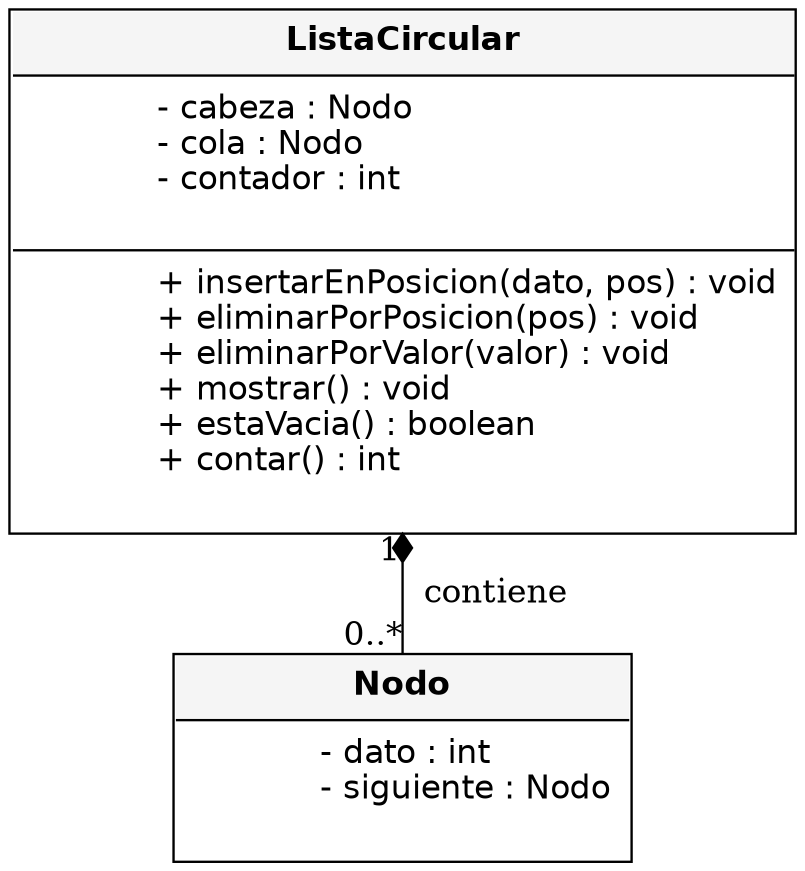 ListaCircular
- cabeza : Nodo
- cola : Nodo
- contador : int
+ insertarEnPosicion(dato, pos) : void
+ eliminarPorPosicion(pos) : void
+ eliminarPorValor(valor) : void
+ mostrar() : void
+ estaVacia() : boolean
+ contar() : int
1
contiene
0..*
Nodo
- dato : int
- siguiente : Nodo